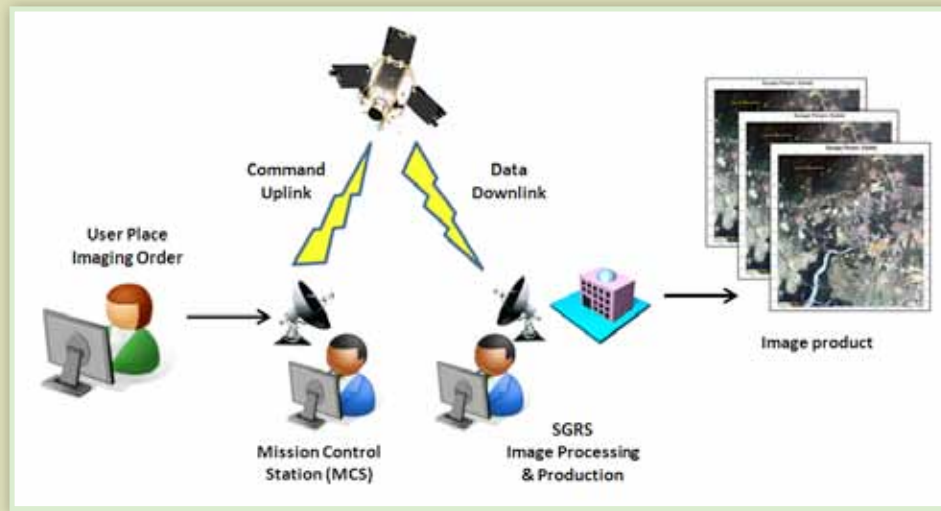 User Place
Imaging Order
Command
Uplink
Data
Downlink
Mission Control
Station (MCS)
SGRS
Image Processing
& Production
Image product